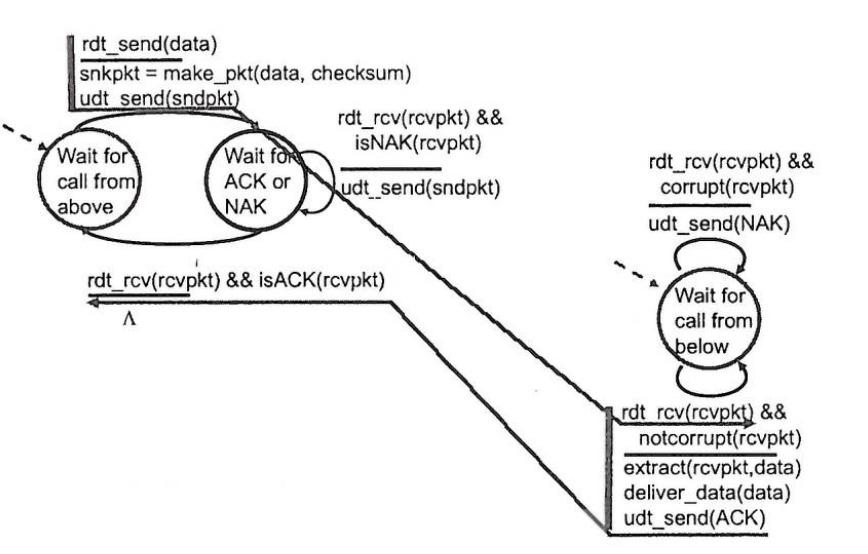 rdt_send(data)
snkpkt = make_pkt(data, checksum)
udt_send(sndpkt)
rdt_rcv(rcvpkt) &&
isNAK(rcvpkt)
udt_send(sndpkt)
Wait for
call from
above
Wait for
ACK or
NAK
rdt_rcv(rcvpkt) && isACK(rcvpkt)
Λ
rdt_rcv(rcvpkt) &&
corrupt(rcvpkt)
udt_send(NAK)
Wait for
call from
below
rdt_rcv(rcvpkt) &&
notcorrupt(rcvpkt)
extract(rcvpkt,data)
deliver_data(data)
udt_send(ACK)